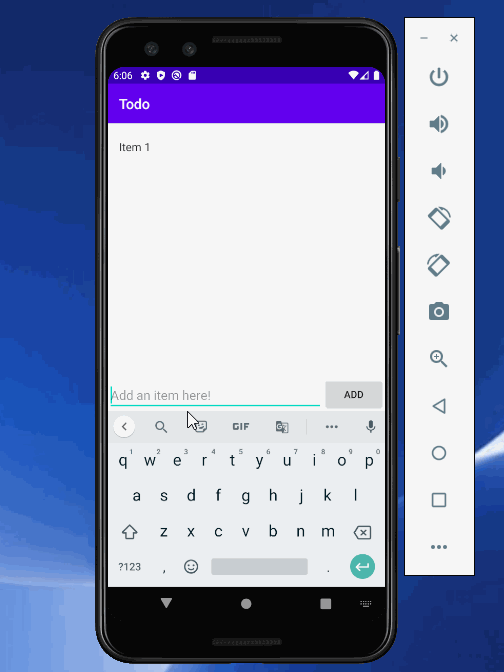 6:06
Todo
Item 1
Add an item here!
ADD
GIF
q1 w2 e3 r4 t5 y6 u7 i8 o9 p0
a s d f g h j k l
z x c v b n m
?123 , .